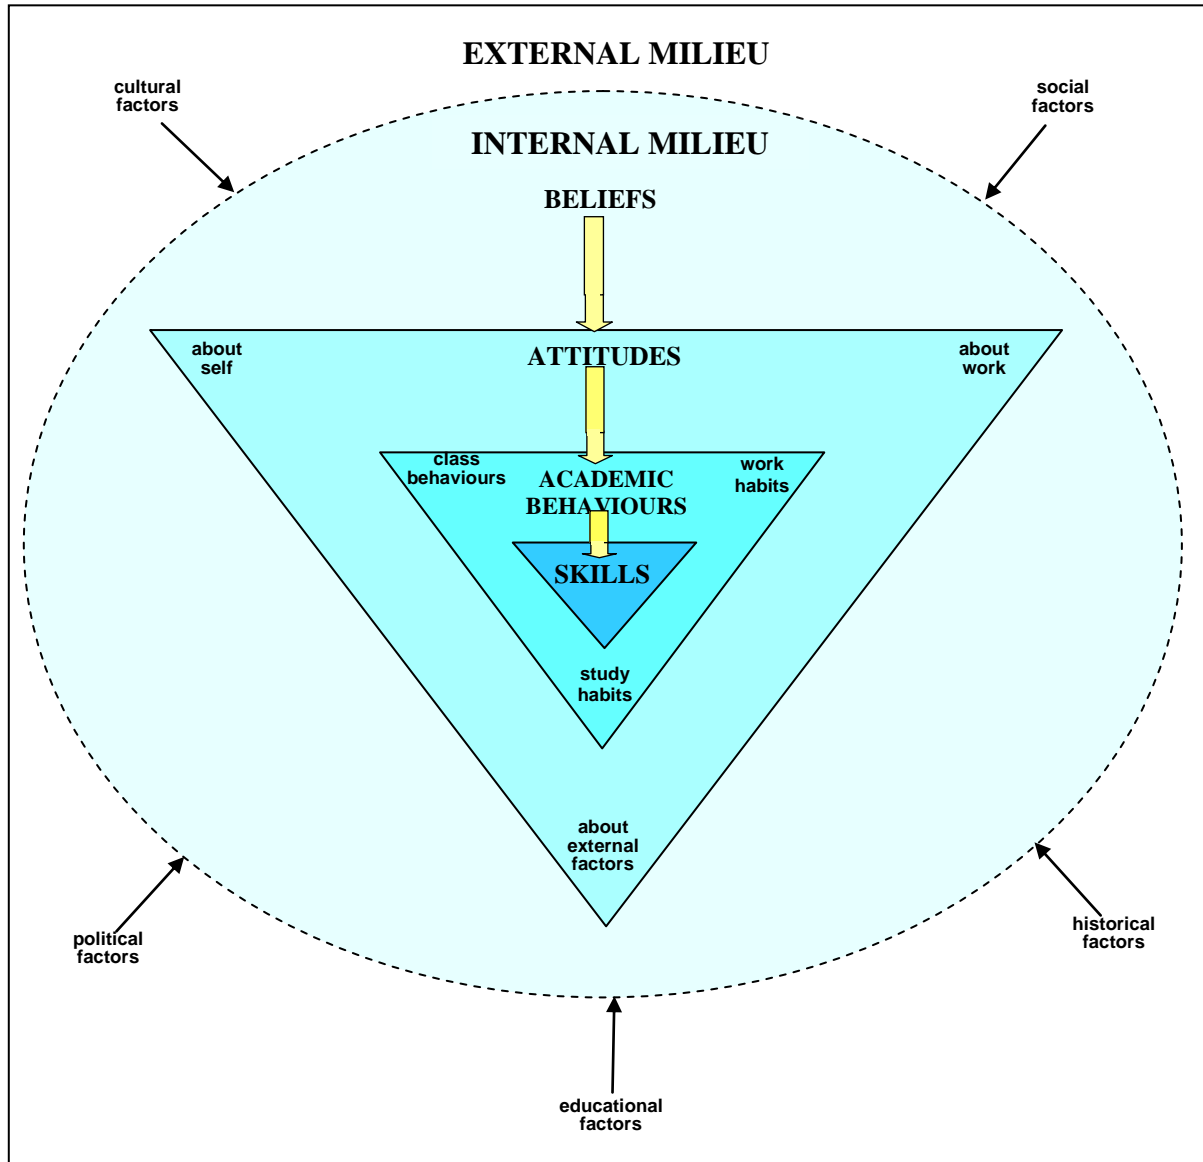 EXTERNAL MILIEU
cultural
factors
social
factors
INTERNAL MILIEU
BELIEFS
about
self
ATTITUDES
about
work
class
behaviours
ACADEMIC
BEHAVIOURS
work
habits
SKILLS
study
habits
about
external
factors
political
factors
historical
factors
educational
factors